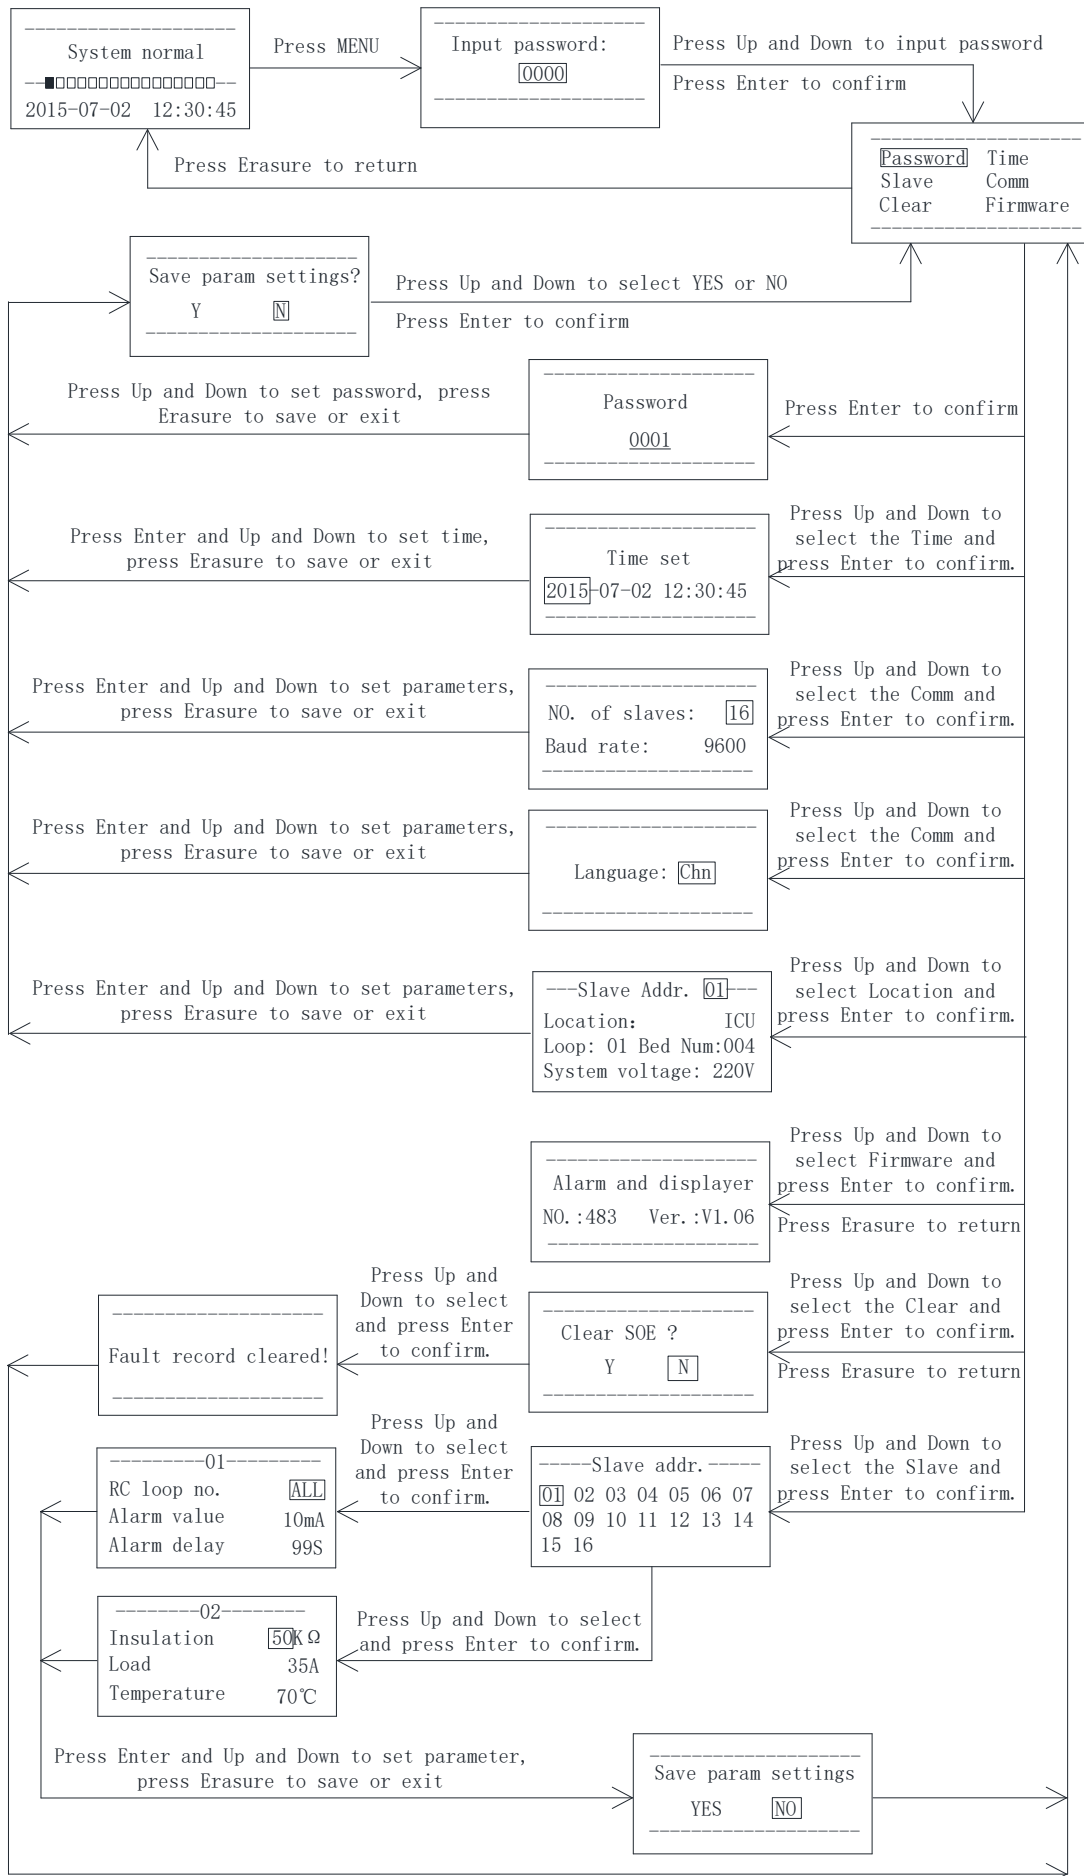 System normal
2015-07-02 12:30:45
Press MENU
Input password:
0000
Press Up and Down to input password
Press Enter to confirm
Password Time
Slave Comm
Clear Firmware
Press Erasure to return
Save param settings?
Y N
Press Up and Down to select YES or NO
Press Enter to confirm
Press Up and Down to set password, press
Erasure to save or exit
Password
0001
Press Enter to confirm
Press Enter and Up and Down to set time,
press Erasure to save or exit
Time set
2015-07-02 12:30:45
Press Up and Down to
select the Time and
press Enter to confirm.
Press Enter and Up and Down to set parameters,
press Erasure to save or exit
NO. of slaves: 16
Baud rate: 9600
Press Up and Down to
select the Comm and
press Enter to confirm.
Press Enter and Up and Down to set parameters,
press Erasure to save or exit
Language: Chn
Press Up and Down to
select the Comm and
press Enter to confirm.
Press Enter and Up and Down to set parameters,
press Erasure to save or exit
---Slave Addr. 01---
Location: ICU
Loop: 01 Bed Num:004
System voltage: 220V
Press Up and Down to
select Location and
press Enter to confirm.
Alarm and displayer
NO.:483 Ver.:V1.06
Press Up and Down to
select Firmware and
press Enter to confirm.
Press Erasure to return
Fault record cleared!
Press Up and
Down to select
and press Enter
to confirm.
Clear SOE ?
Y N
Press Up and Down to
select the Clear and
press Enter to confirm.
Press Erasure to return
---------01---------
RC loop no. ALL
Alarm value 10mA
Alarm delay 99S
Press Up and
Down to select
and press Enter
to confirm.
-----Slave addr.-----
01 02 03 04 05 06 07
08 09 10 11 12 13 14
15 16
Press Up and Down to
select the Slave and
press Enter to confirm.
--------02--------
Insulation 50KΩ
Load 35A
Temperature 70℃
Press Up and Down to select
and press Enter to confirm.
Press Enter and Up and Down to set parameter,
press Erasure to save or exit
Save param settings
YES NO